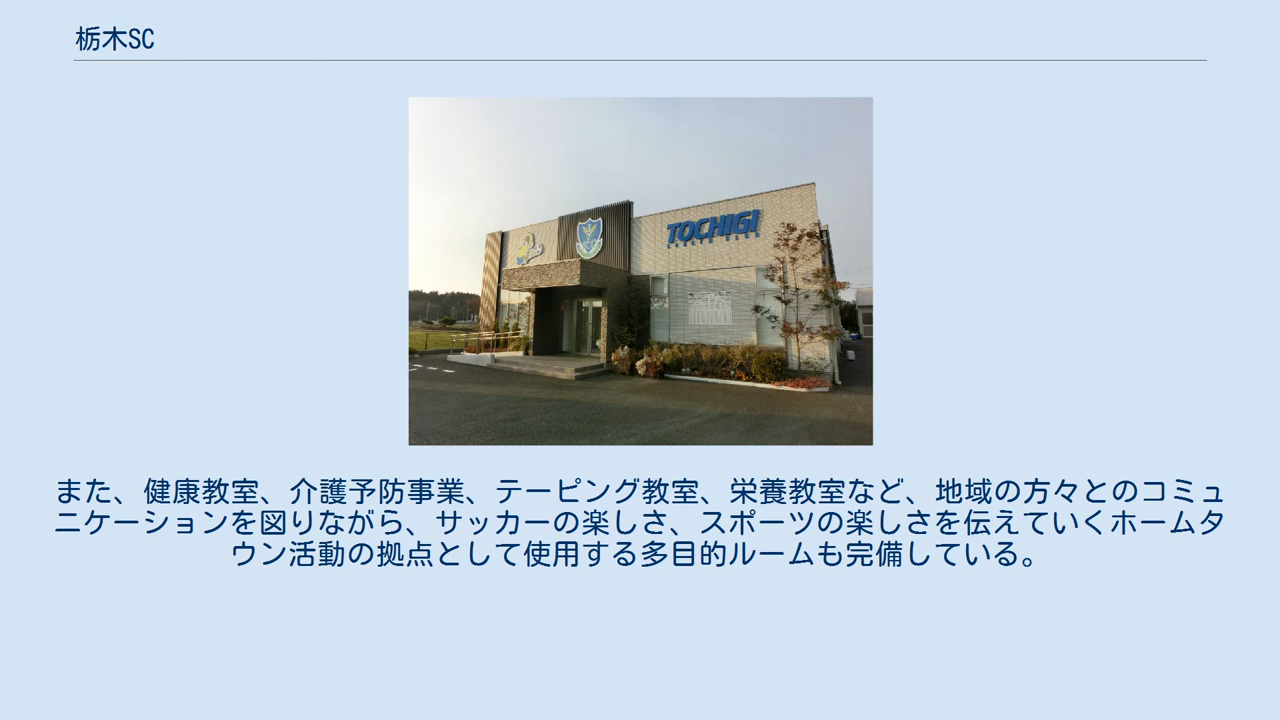 栃木SC
TOCHIGI
また、健康教室、介護予防事業、テーピング教室、栄養教室など、地域の方々とのコミュ
ニケーションを図りながら、サッカーの楽しさ、スポーツの楽しさを伝えていくホームタ
ウン活動の拠点として使用する多目的ルームも完備している。